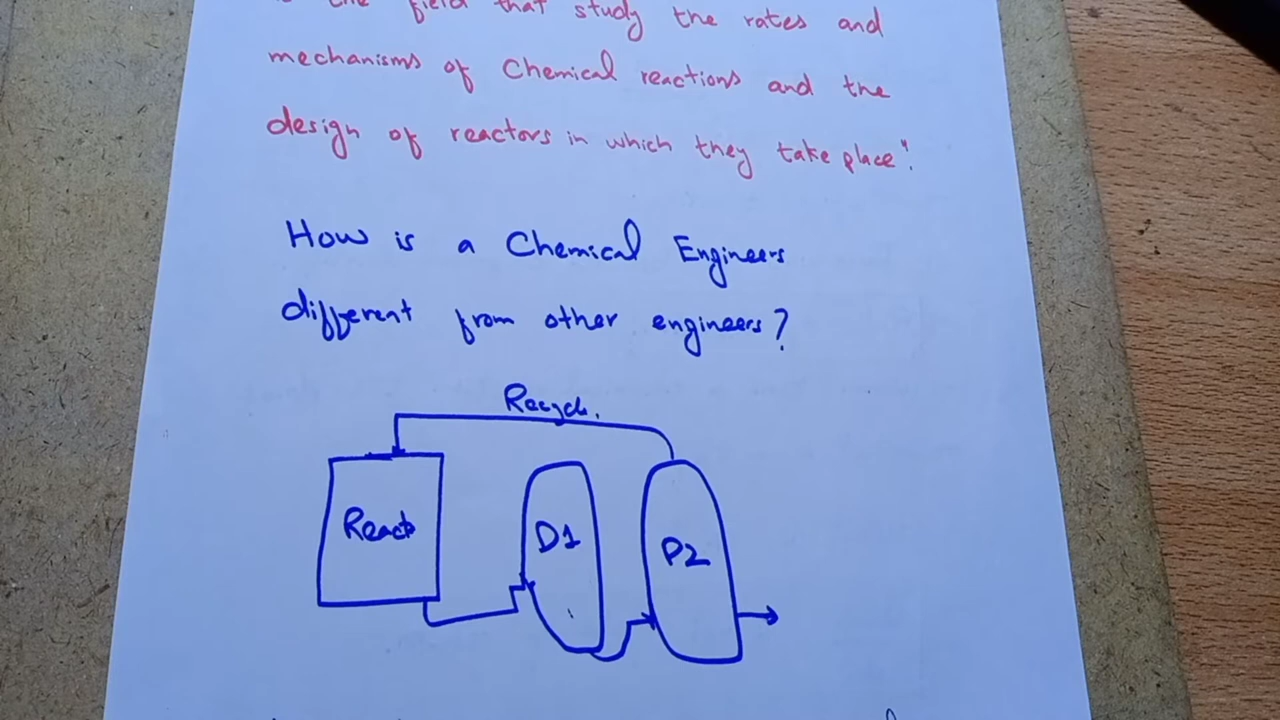 the field that study the rates and
mechanisms of Chemical reactions and the
design of reactors in which they take place".
How is a Chemical Engineers
different from other engineers?
Recycle.
React
D1
D2